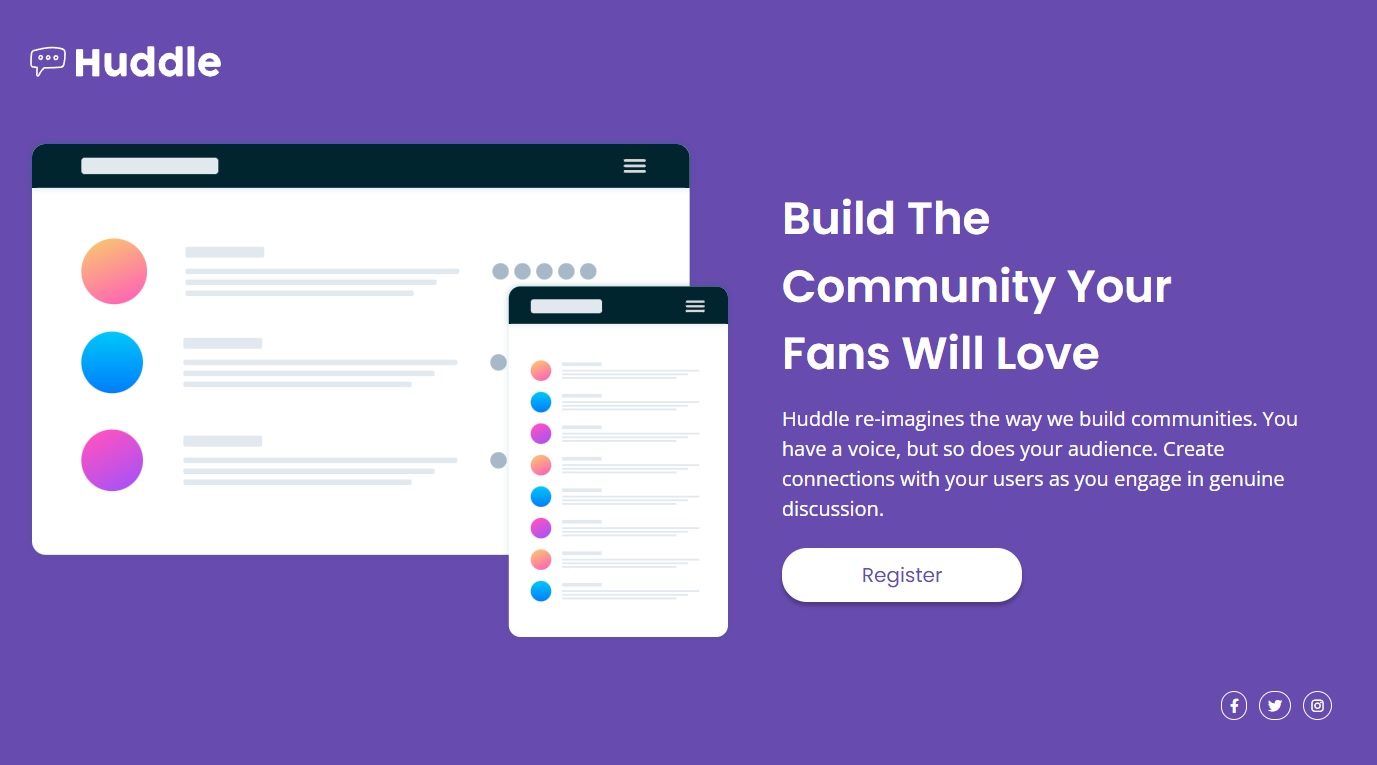 Huddle
Build The
Community Your
Fans Will Love
Huddle re-imagines the way we build communities. You
have a voice, but so does your audience. Create
connections with your users as you engage in genuine
discussion.
Register